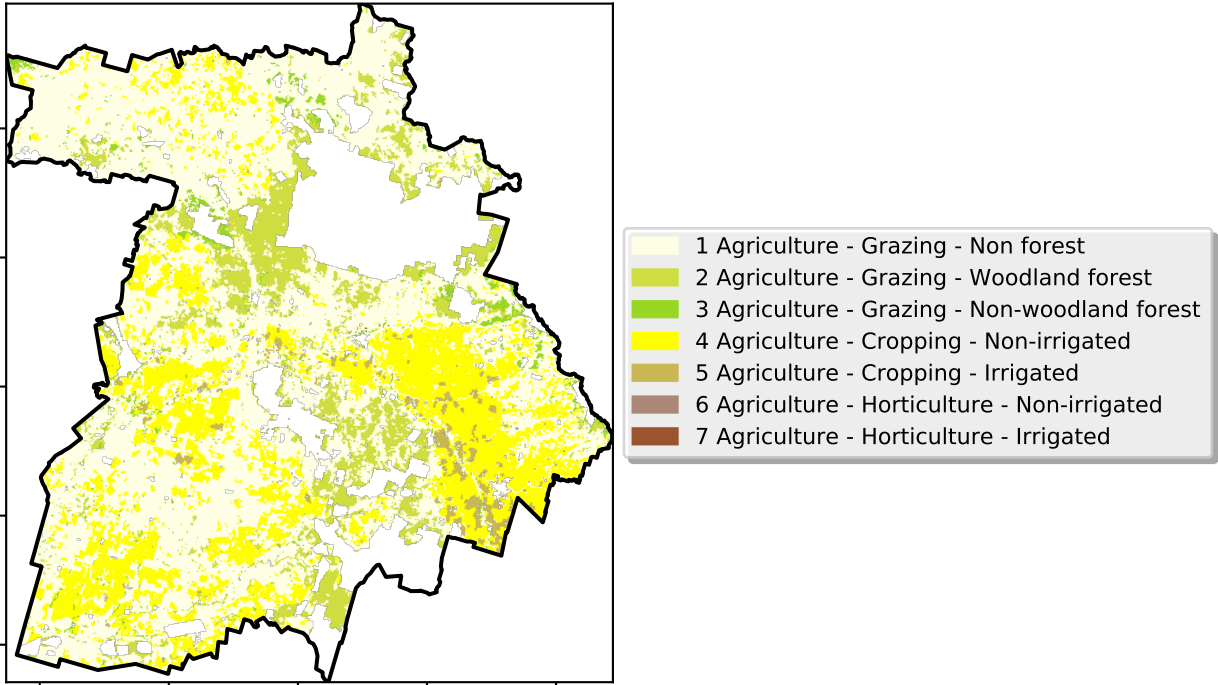 1 Agriculture - Grazing - Non forest
2 Agriculture - Grazing - Woodland forest
3 Agriculture - Grazing - Non-woodland forest
4 Agriculture - Cropping - Non-irrigated
5 Agriculture - Cropping - Irrigated
6 Agriculture - Horticulture - Non-irrigated
7 Agriculture - Horticulture - Irrigated